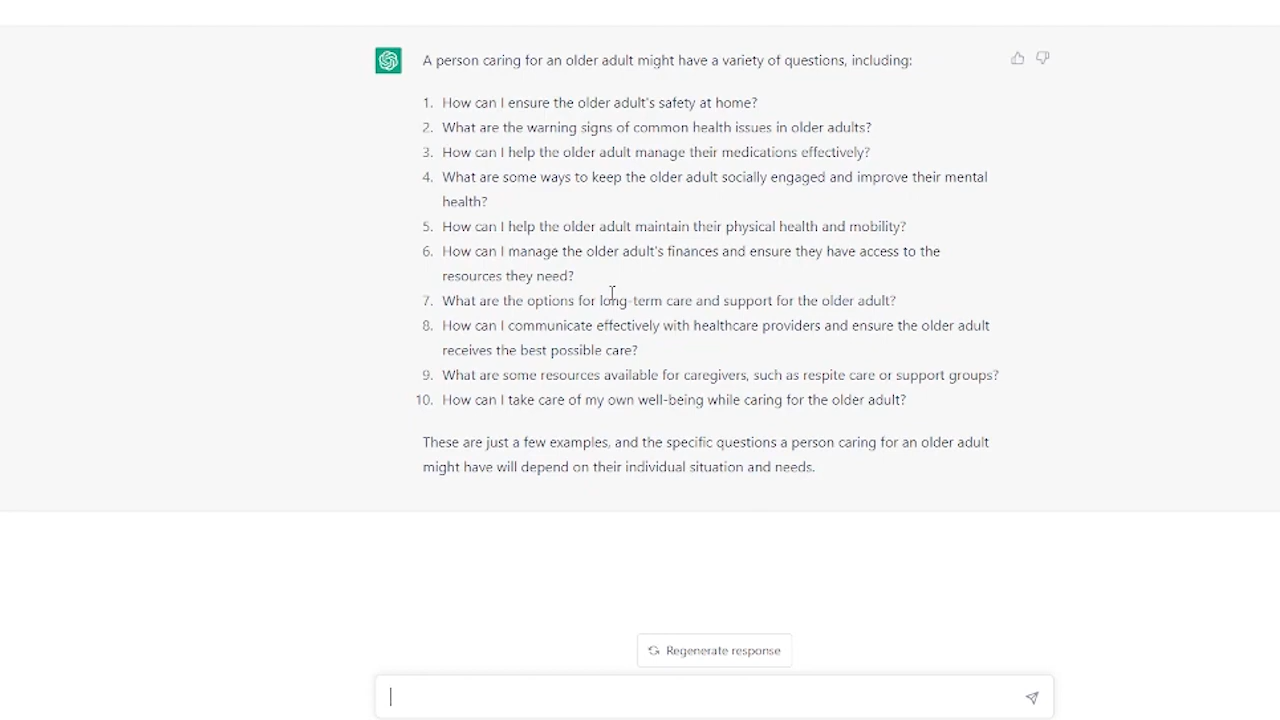 A person caring for an older adult might have a variety of questions, including:
1. How can I ensure the older adult's safety at home?
2. What are the warning signs of common health issues in older adults?
3. How can I help the older adult manage their medications effectively?
4. What are some ways to keep the older adult socially engaged and improve their mental
health?
5. How can I help the older adult maintain their physical health and mobility?
6. How can I manage the older adult's finances and ensure they have access to the
resources they need?
7. What are the options for long-term care and support for the older adult?
8. How can I communicate effectively with healthcare providers and ensure the older adult
receives the best possible care?
9. What are some resources available for caregivers, such as respite care or support groups?
10. How can I take care of my own well-being while caring for the older adult?
These are just a few examples, and the specific questions a person caring for an older adult
might have will depend on their individual situation and needs.
Regenerate response